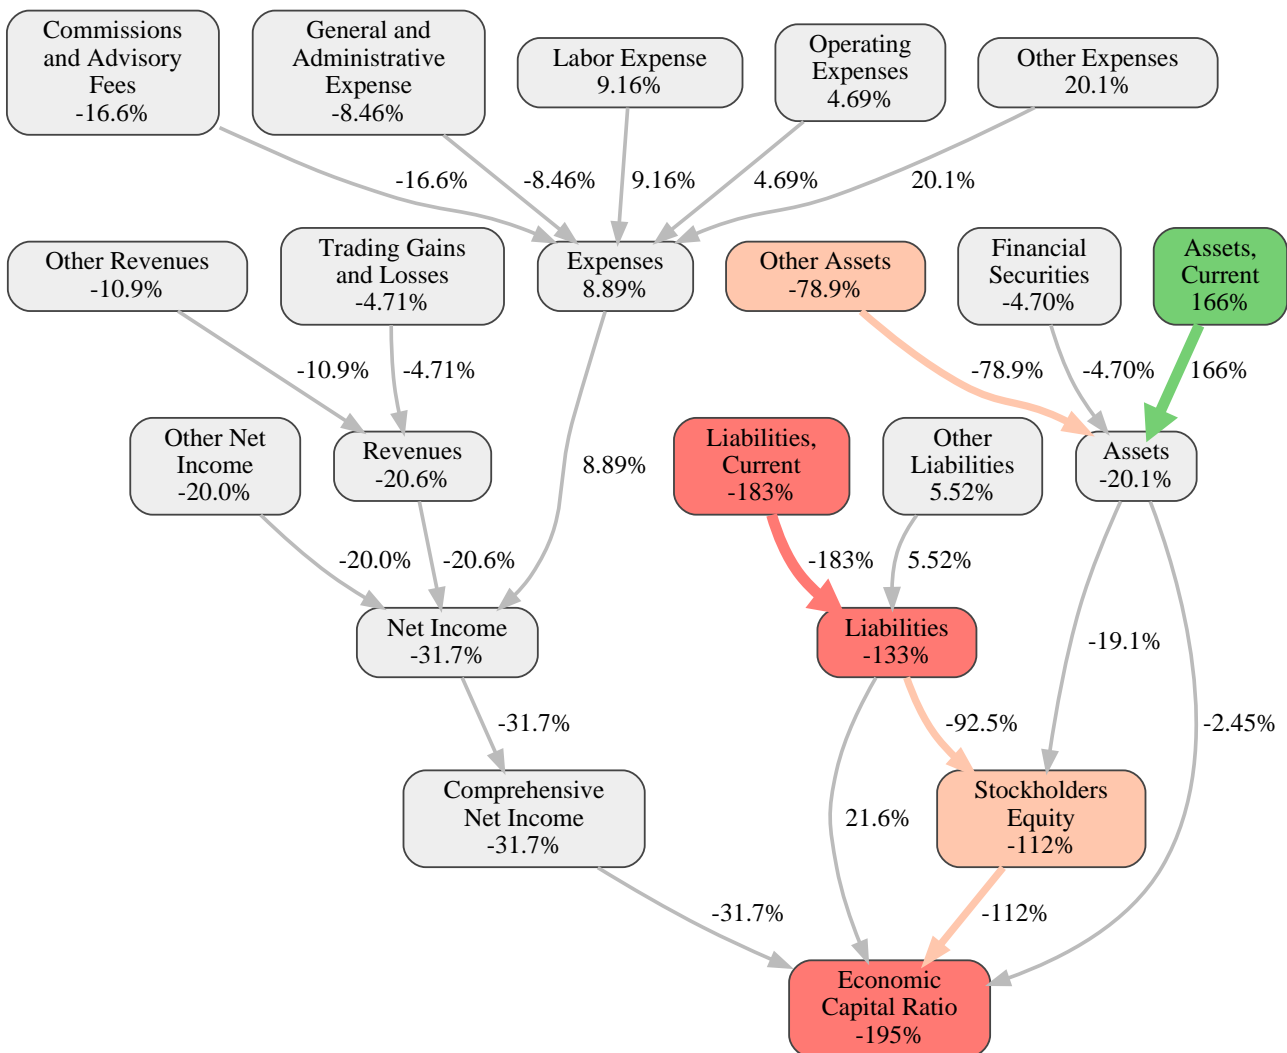 Commissions
and Advisory
Fees
-16.6%
General and
Administrative
Expense
-8.46%
Labor Expense
9.16%
Operating
Expenses
4.69%
Other Expenses
20.1%
-16.6%
-8.46%
9.16%
4.69%
20.1%
Other Revenues
-10.9%
Trading Gains
and Losses
-4.71%
Expenses
8.89%
Other Assets
-78.9%
Financial
Securities
-4.70%
Assets,
Current
166%
-10.9%
-4.71%
-78.9%
-4.70%
166%
Other Net
Income
-20.0%
Revenues
-20.6%
8.89%
Liabilities,
Current
-183%
Other
Liabilities
5.52%
Assets
-20.1%
-20.0%
-20.6%
-183%
5.52%
Net Income
-31.7%
Liabilities
-133%
-19.1%
-31.7%
-92.5%
-2.45%
Comprehensive
Net Income
-31.7%
21.6%
Stockholders
Equity
-112%
-31.7%
-112%
Economic
Capital Ratio
-195%